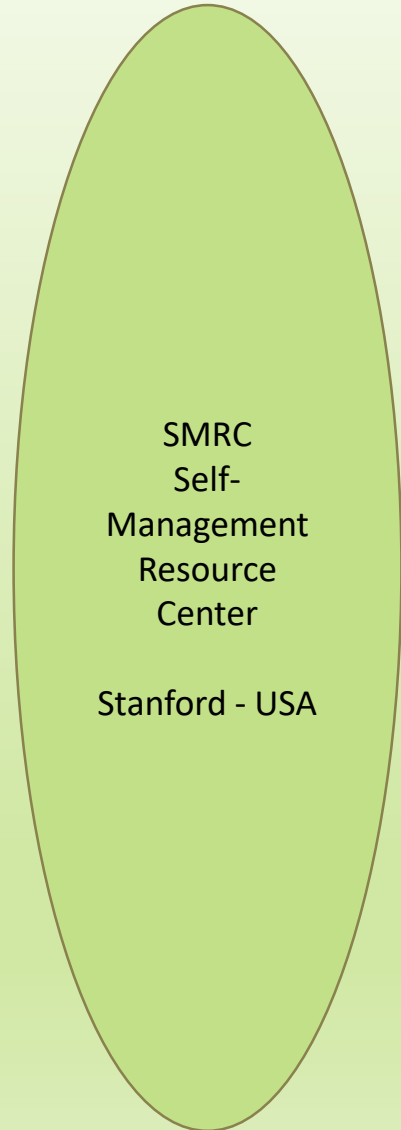 SMRC
Self-
Management
Resource
Center
Stanford - USA